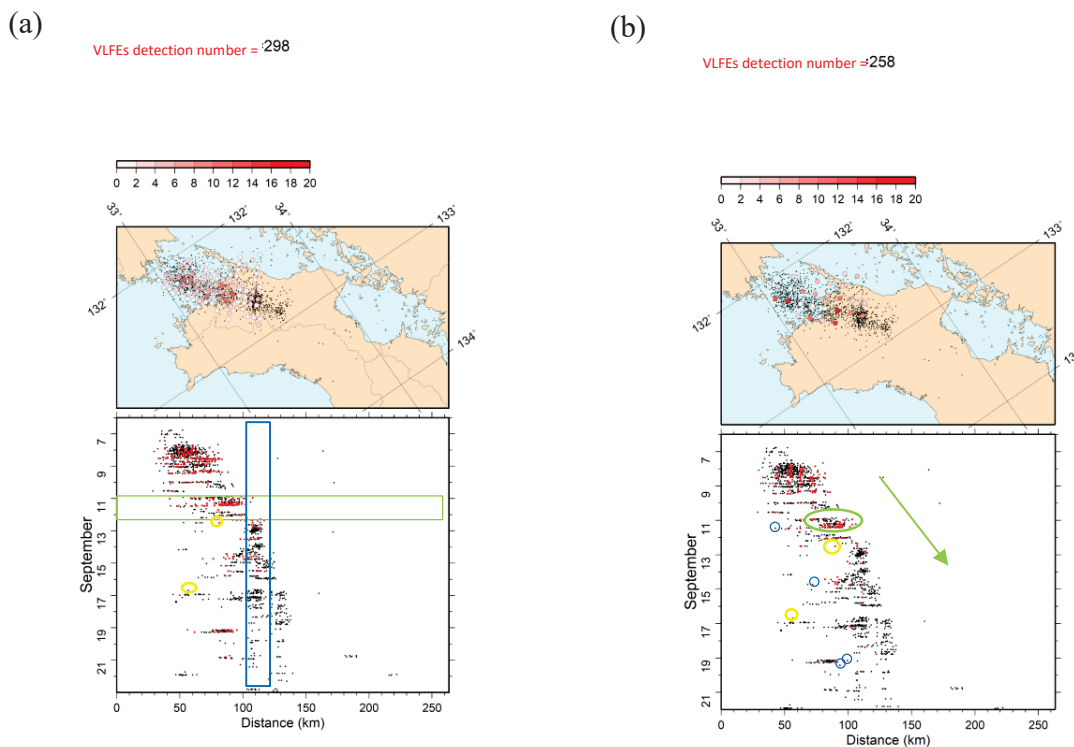 (a)
VLFEs detection number = :298
0 2 4 6 8 10 12 14 16 18 20
33°
132°
34°
133°
132°
134°
7
9
11
13
15
17
19
21
September
0 50 100 150 200 250
Distance (km)
(b)
VLFEs detection number = :258
0 2 4 6 8 10 12 14 16 18 20
33°
132°
34°
133°
132°
13
7
9
11
13
15
17
19
21
September
0 50 100 150 200 250
Distance (km)